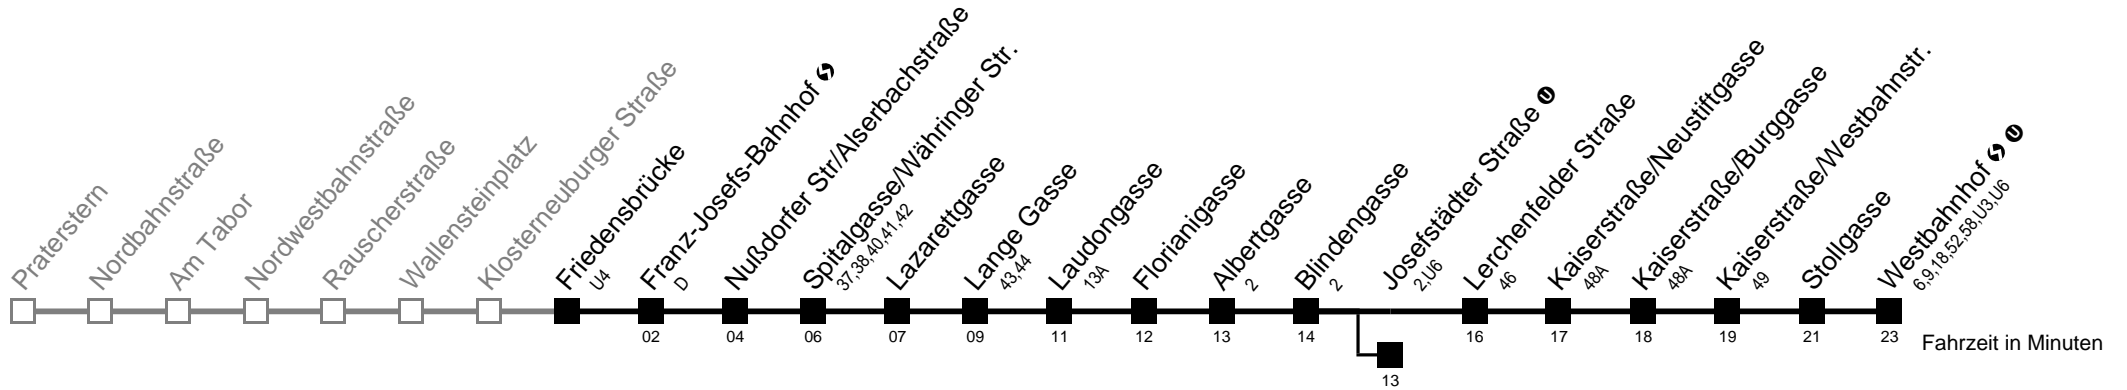 Praterstern
Nordbahnstraße
Am Tabor
Nordwestbahnstraße
Rauscherstraße
Wallensteinplatz
Klosterneuburger Straße
Friedensbrücke
U4
Franz-Josefs-Bahnhof S
D
Nußdorfer Str/Alserbachstraße
Spitalgasse/Währinger Str.
37,38,40,41,42
Lazarettgasse
Lange Gasse
43,44
Laudongasse
13A
Florianigasse
Albertgasse
2
Blindengasse
2
Josefstädter Straße U
2,U6
Lerchenfelder Straße
46
Kaiserstraße/Neustiftgasse
48A
Kaiserstraße/Burggasse
48A
Kaiserstraße/Westbahnstr.
49
Stollgasse
Westbahnhof S U
6,9,18,52,58,U3,U6
02 04 06 07 09 11 12 13 14 16 17 18 19 21 23 Fahrzeit in Minuten
13